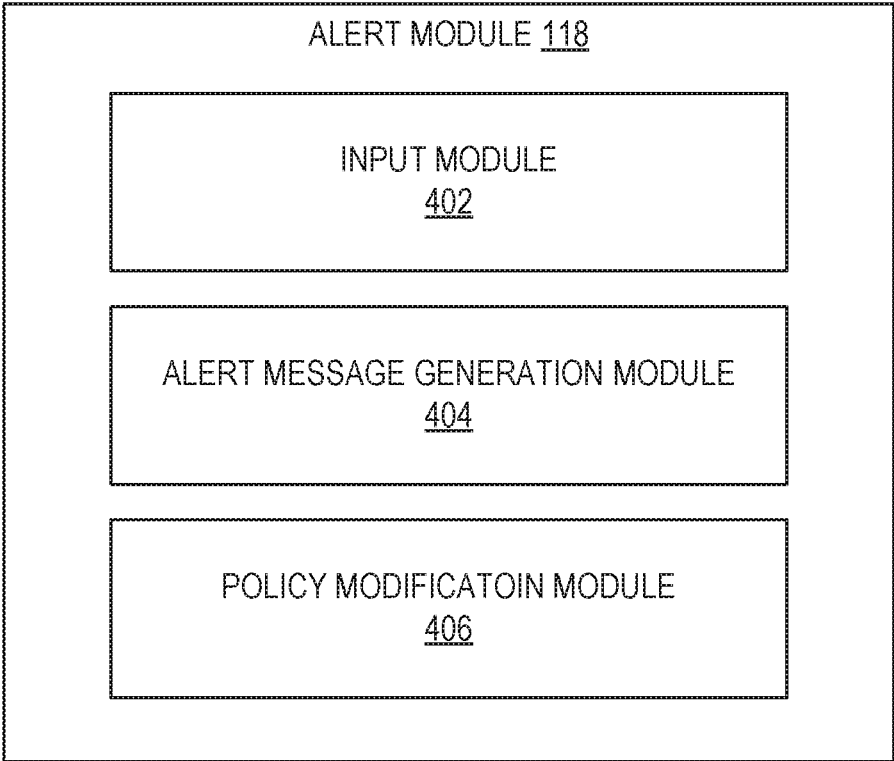 ALERT MODULE 118
INPUT MODULE
402
ALERT MESSAGE GENERATION MODULE
404
POLICY MODIFICATOIN MODULE
406